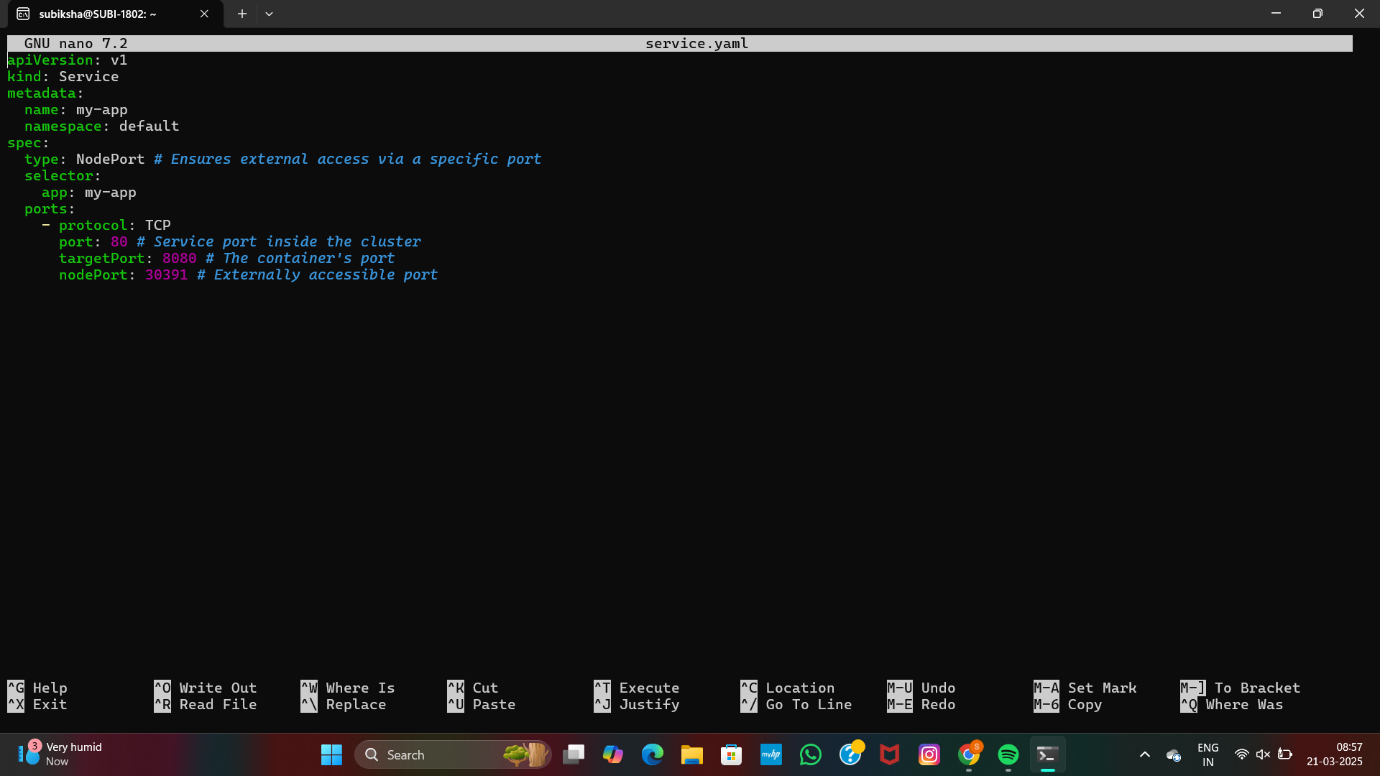 subiksha@SUBI-1802: ~
GNU nano 7.2 service.yaml
apiVersion: v1
kind: Service
metadata:
  name: my-app
  namespace: default
spec:
  type: NodePort # Ensures external access via a specific port
  selector:
    app: my-app
  ports:
    - protocol: TCP
      port: 80 # Service port inside the cluster
      targetPort: 8080 # The container's port
      nodePort: 30391 # Externally accessible port
^G Help ^O Write Out ^W Where Is ^K Cut ^T Execute ^C Location M-U Undo M-A Set Mark M-] To Bracket
^X Exit ^R Read File ^\ Replace ^U Paste ^J Justify ^/ Go To Line M-E Redo M-6 Copy ^Q Where Was
3
Very humid
Now
Search
myhp
S
ENG
IN
08:57
21-03-2025